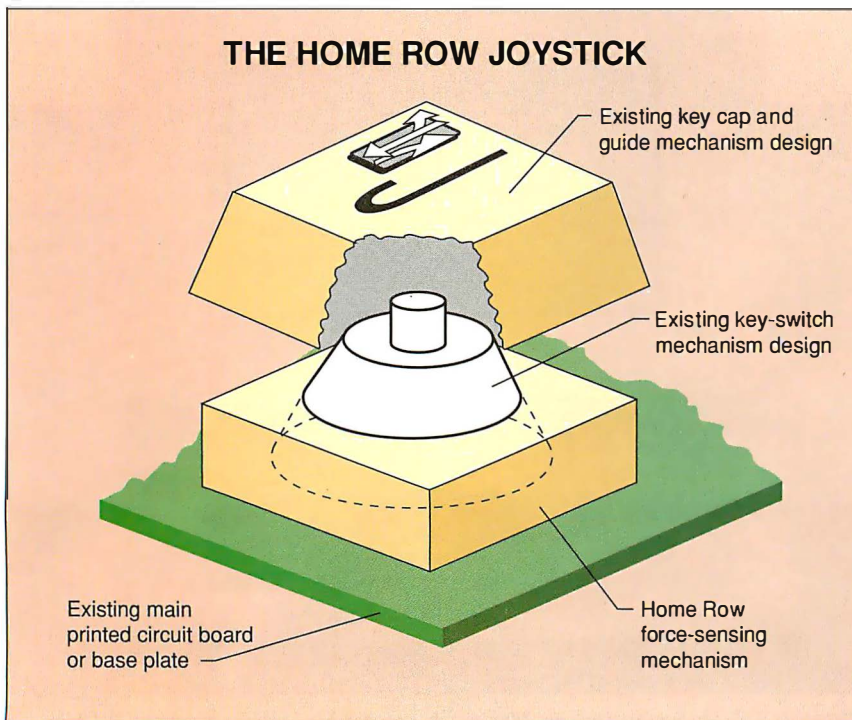 THE HOME ROW JOYSTICK
Existing key cap and
guide mechanism design
J
Existing key-switch
mechanism design
Existing main
printed circuit board
or base plate
Home Row
force-sensing
mechanism